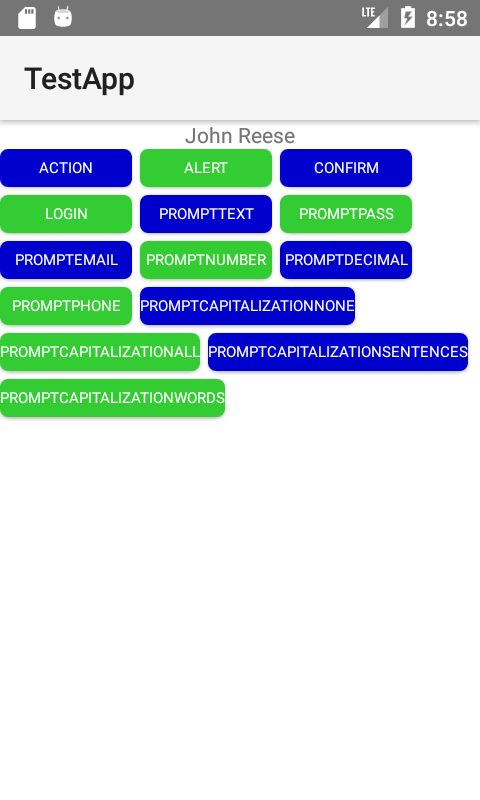 LTE 8:58
TestApp
John Reese
ACTION ALERT CONFIRM
LOGIN PROMPTTEXT PROMPTPASS
PROMPTEMAIL PROMPTNUMBER PROMPTDECIMAL
PROMPTPHONE PROMPTCAPITALIZATIONNONE
PROMPTCAPITALIZATIONALL PROMPTCAPITALIZATIONSENTENCES
PROMPTCAPITALIZATIONWORDS